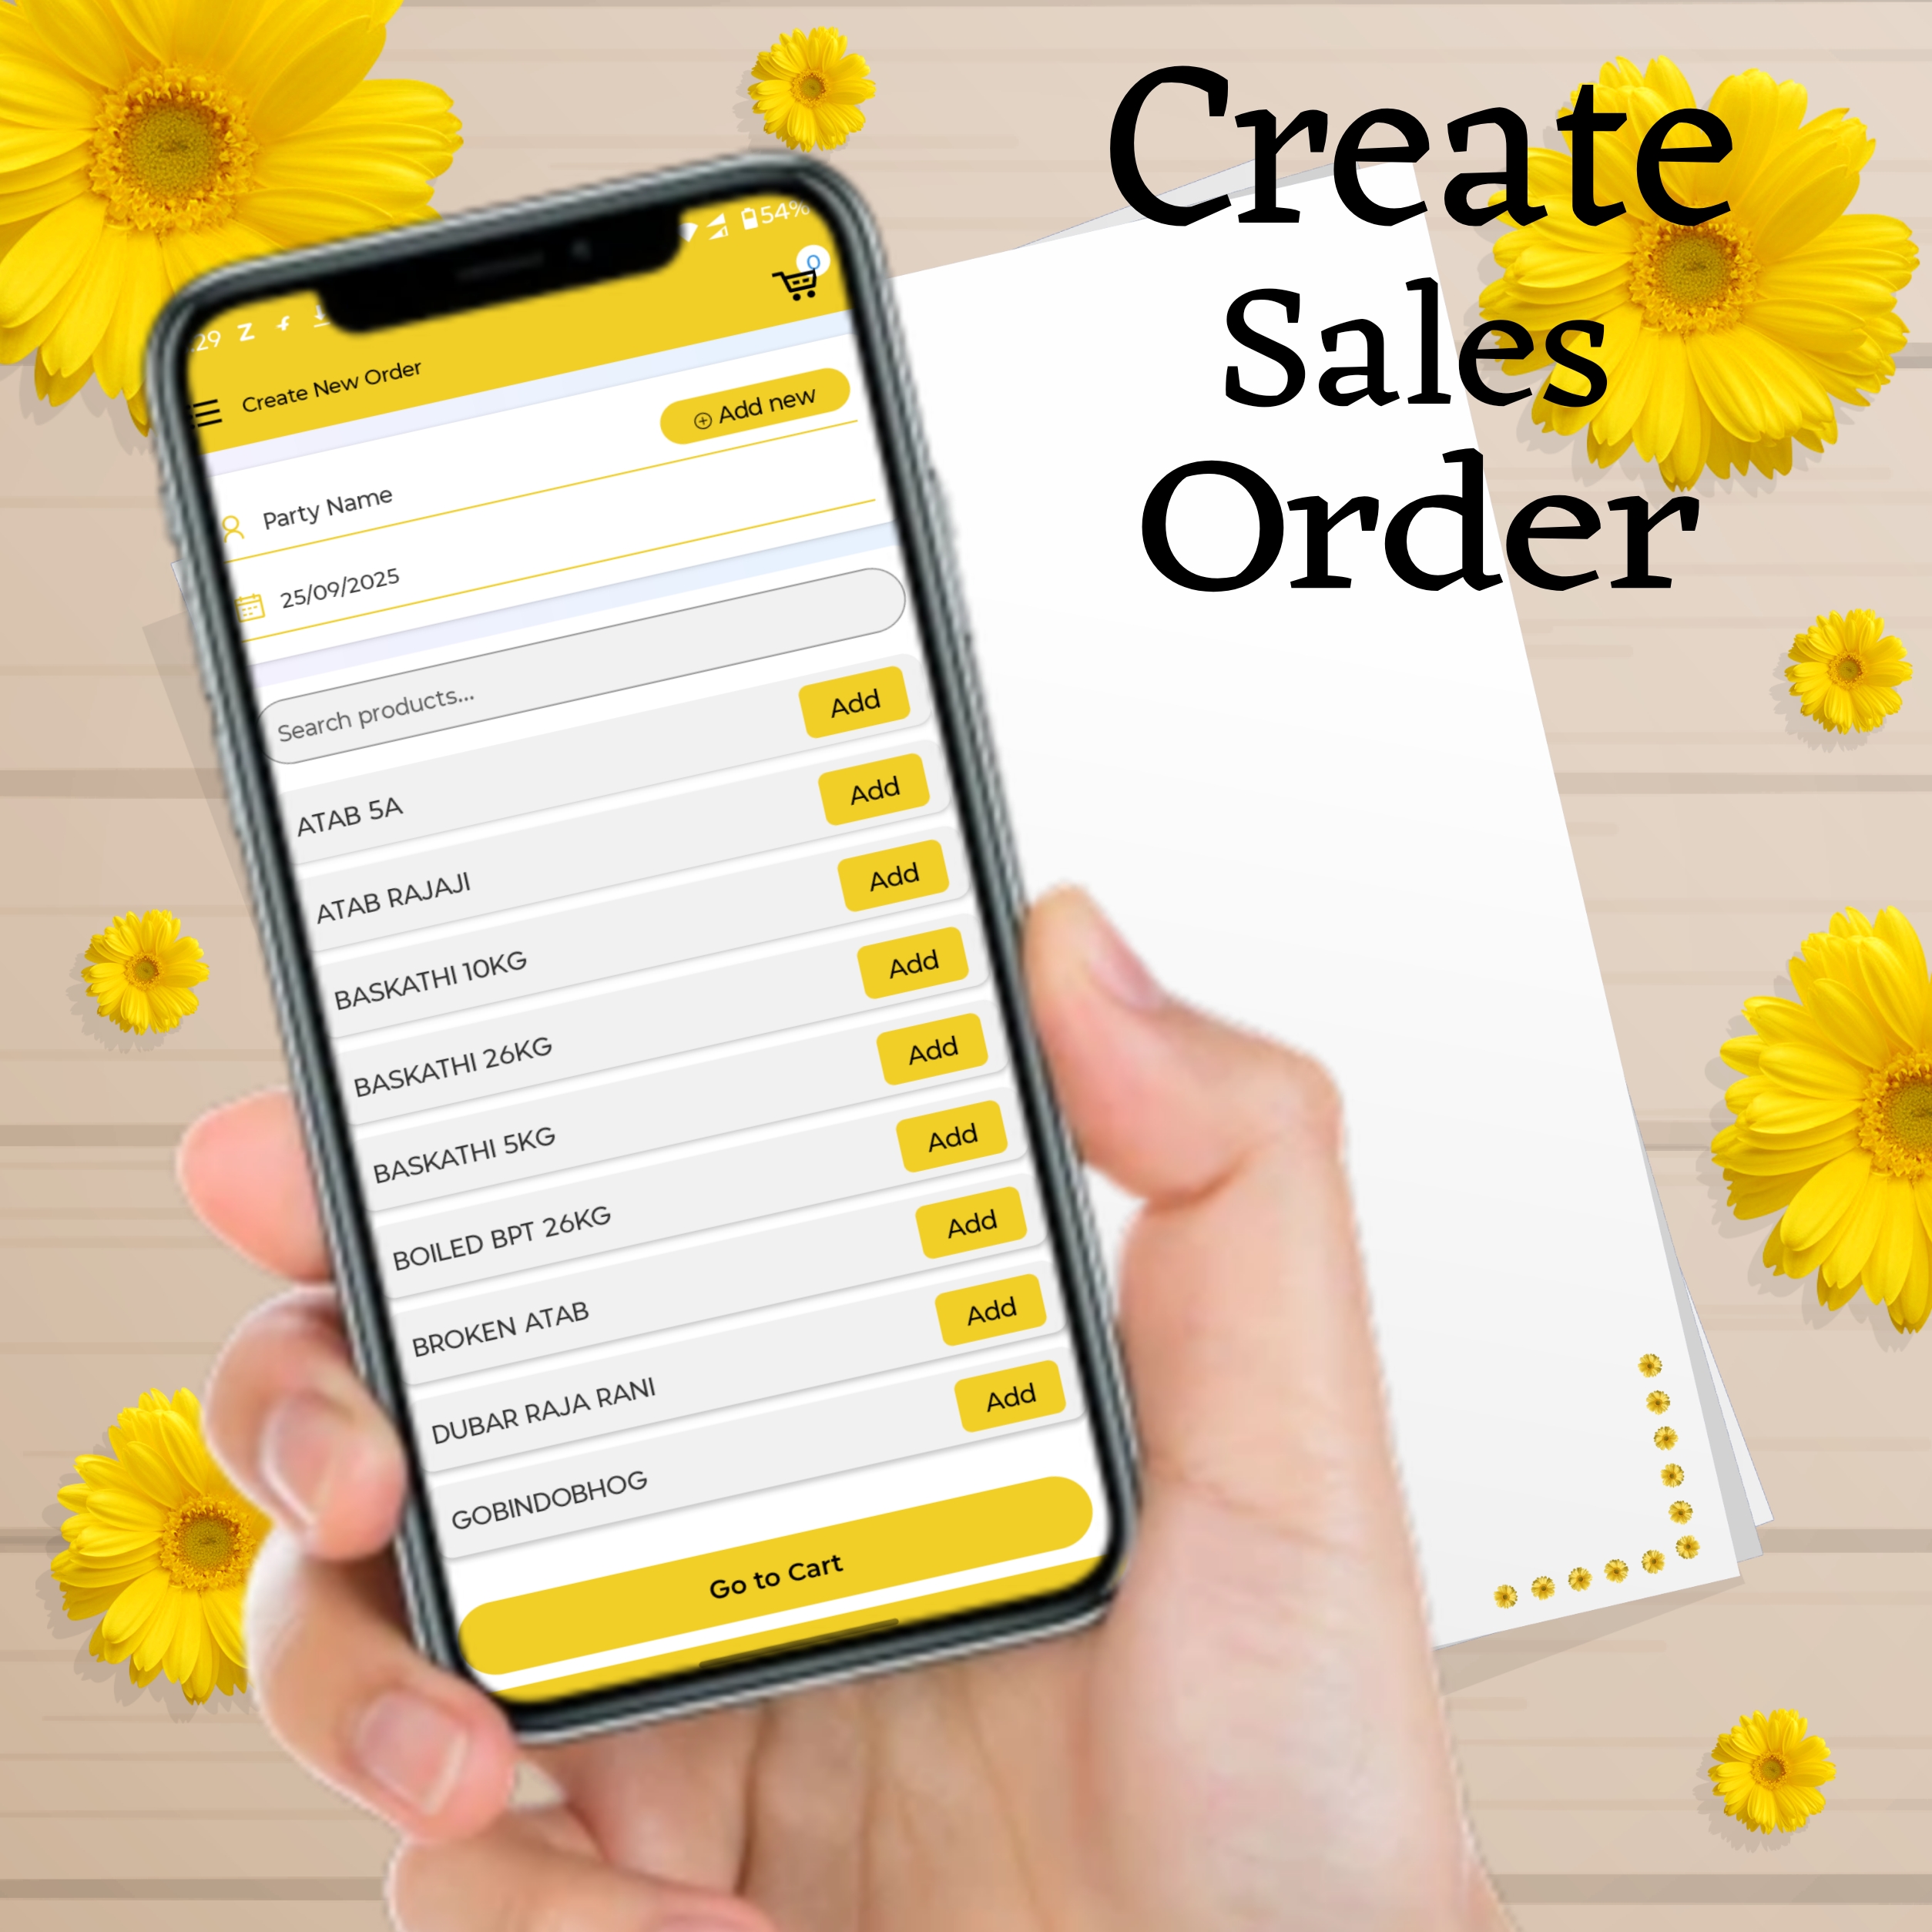 Create
Sales
Order
29 Z f 54%
0
Create New Order
Add new
Party Name
25/09/2025
Search products...
ATAB 5A Add
ATAB RAJAJI Add
BASKATHI 10KG Add
BASKATHI 26KG Add
BASKATHI 5KG Add
BOILED BPT 26KG Add
BROKEN ATAB Add
DUBAR RAJA RANI Add
GOBINDOBHOG Add
Go to Cart